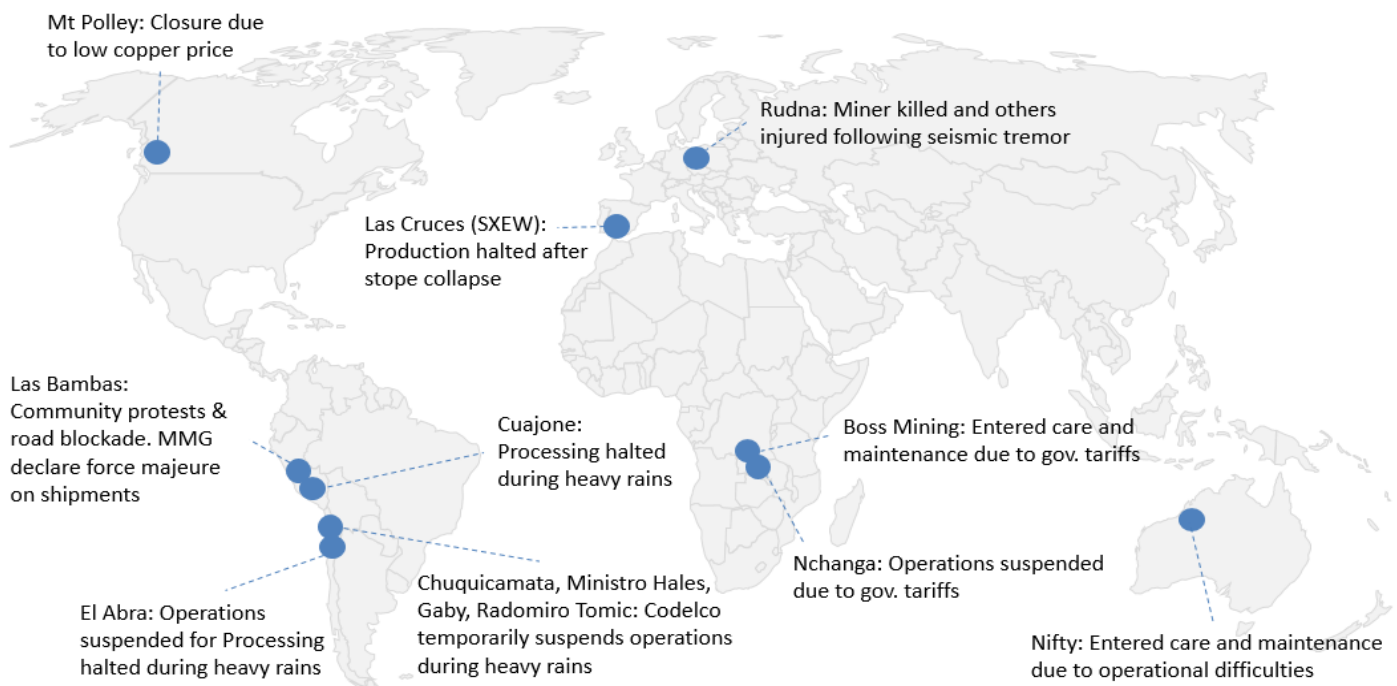 Mt Polley: Closure due
to low copper price
Rudna: Miner killed and others
injured following seismic tremor
Las Cruces (SXEW):
Production halted after
stope collapse
Las Bambas:
Community protests &
road blockade. MMG
declare force majeure
on shipments
Cuajone:
Processing halted
during heavy rains
Boss Mining: Entered care and
maintenance due to gov. tariffs
Nchanga: Operations suspended
due to gov. tariffs
Chuquicamata, Ministro Hales,
Gaby, Radomiro Tomic: Codelco
temporarily suspends operations
during heavy rains
El Abra: Operations
suspended for Processing
halted during heavy rains
Nifty: Entered care and maintenance
due to operational difficulties